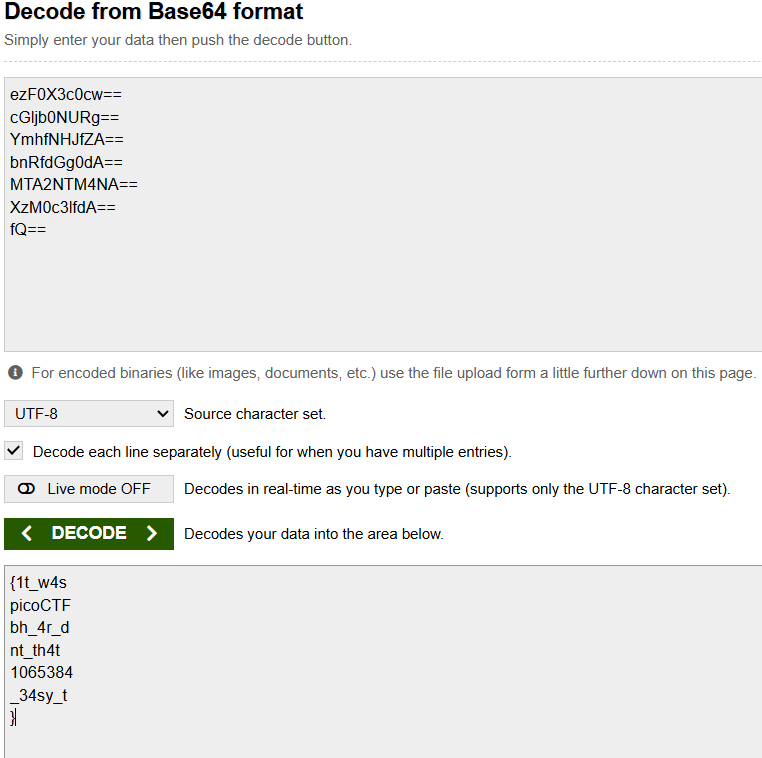 Decode from Base64 format
Simply enter your data then push the decode button.
ezF0X3c0cw==
cGljb0NURg==
YmhfNHJfZA==
bnRfdGg0dA==
MTA2NTM4NA==
XzM0c3lfdA==
fQ==
For encoded binaries (like images, documents, etc.) use the file upload form a little further down on this page.
UTF-8 Source character set.
Decode each line separately (useful for when you have multiple entries).
Live mode OFF Decodes in real-time as you type or paste (supports only the UTF-8 character set).
< DECODE > Decodes your data into the area below.
{1t_w4s
picoCTF
bh_4r_d
nt_th4t
1065384
_34sy_t
}